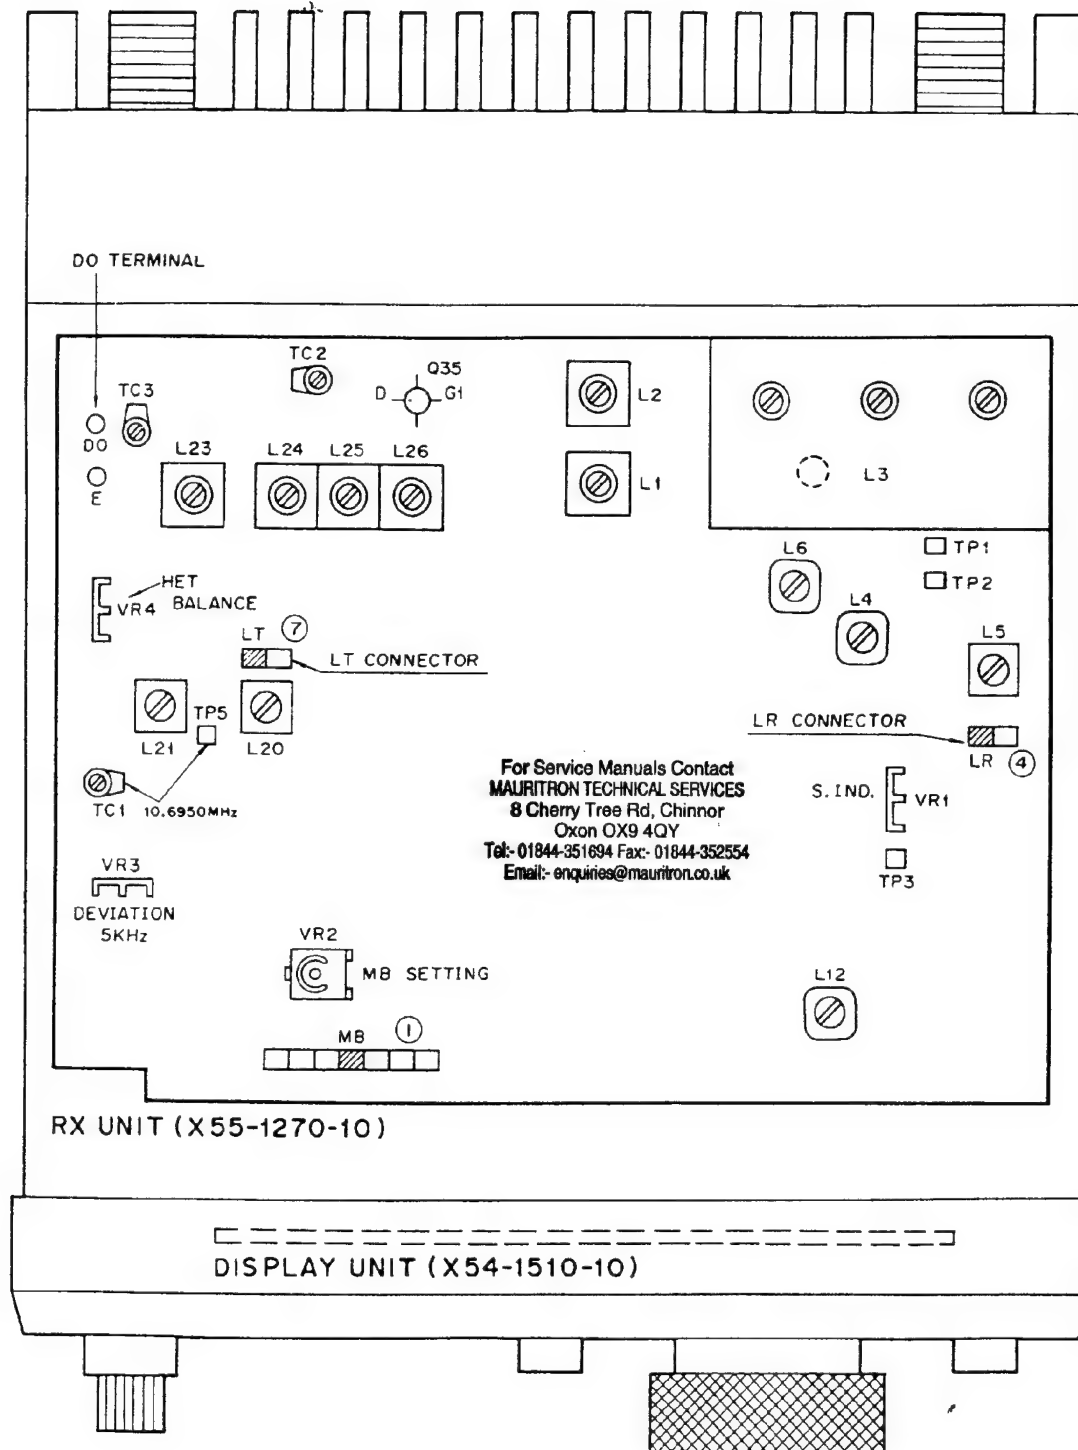 DO TERMINAL
TC2
Q35
D
G1
TC3
L2
DO
L23
L24
L25
L26
L1
L3
E
TP1
L6
TP2
HET
BALANCE
VR4
L4
LT 7
L5
LT CONNECTOR
TP5
LR CONNECTOR
L21
L20
LR 4
For Service Manuals Contact
MAURITRON TECHNICAL SERVICES
8 Cherry Tree Rd, Chinnor
Oxon OX9 4QY
Tel:- 01844-351694 Fax:- 01844-352554
Email:- enquiries@mauritron.co.uk
S. IND.
VR1
TC1 10.6950MHz
VR3
TP3
DEVIATION
5KHz
VR2
M8 SETTING
L12
M8 1
RX UNIT (X55-1270-10)
DISPLAY UNIT (X54-1510-10)